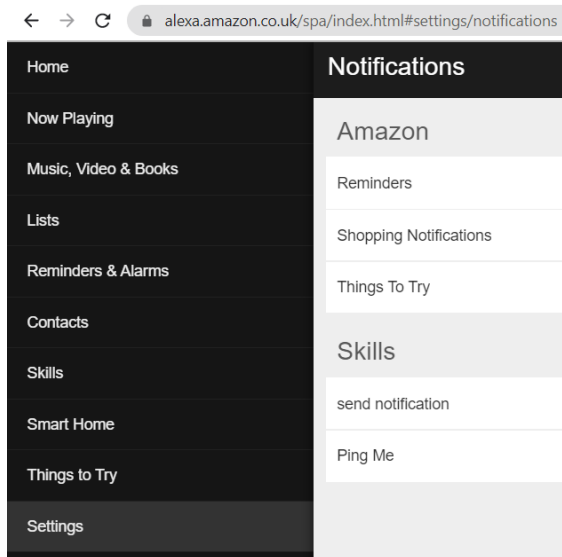 alexa.amazon.co.uk/spa/index.html#settings/notifications
Home
Now Playing
Music, Video & Books
Lists
Reminders & Alarms
Contacts
Skills
Smart Home
Things to Try
Settings
Notifications
Amazon
Reminders
Shopping Notifications
Things To Try
Skills
send notification
Ping Me